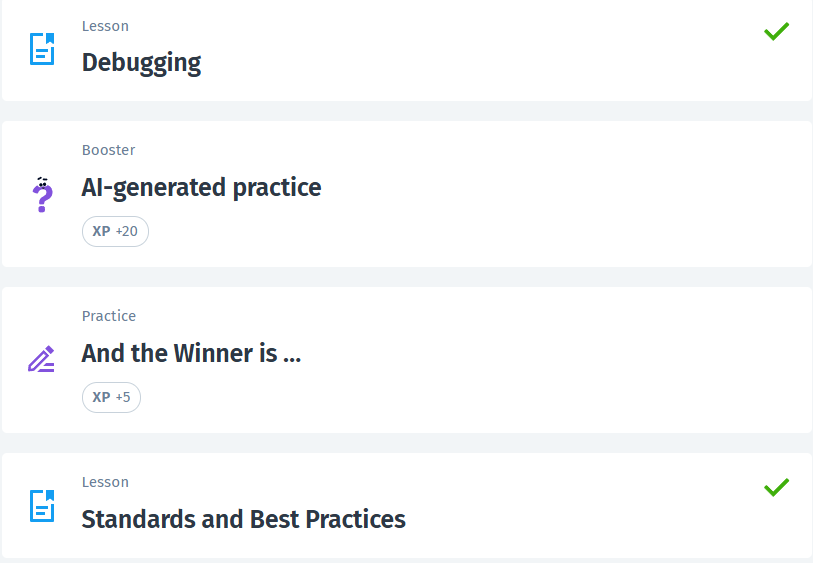 Lesson
Debugging
Booster
AI-generated practice
XP +20
Practice
And the Winner is ...
XP +5
Lesson
Standards and Best Practices